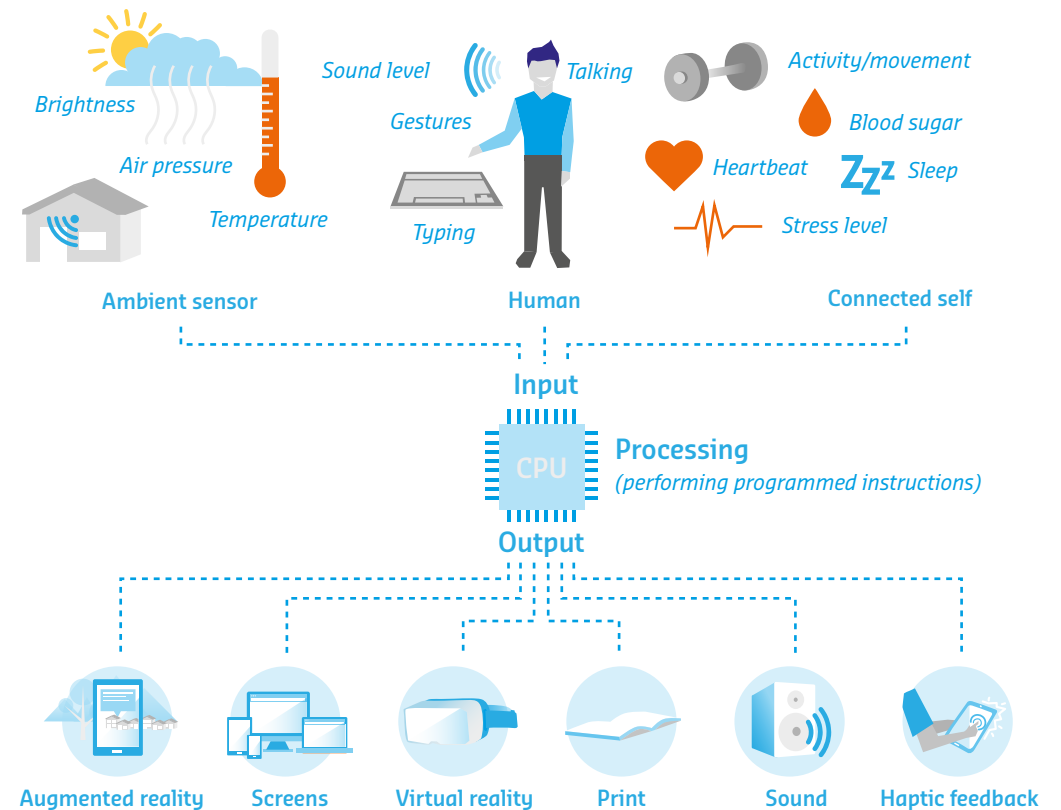 Brightness
Air pressure
Temperature
Ambient sensor
Sound level
Talking
Gestures
Typing
Human
Activity/movement
Blood sugar
Heartbeat
ZZZ
Sleep
Stress level
Connected self
Input
CPU
Processing
(performing programmed instructions)
Output
Augmented reality
Screens
Virtual reality
Print
Sound
Haptic feedback